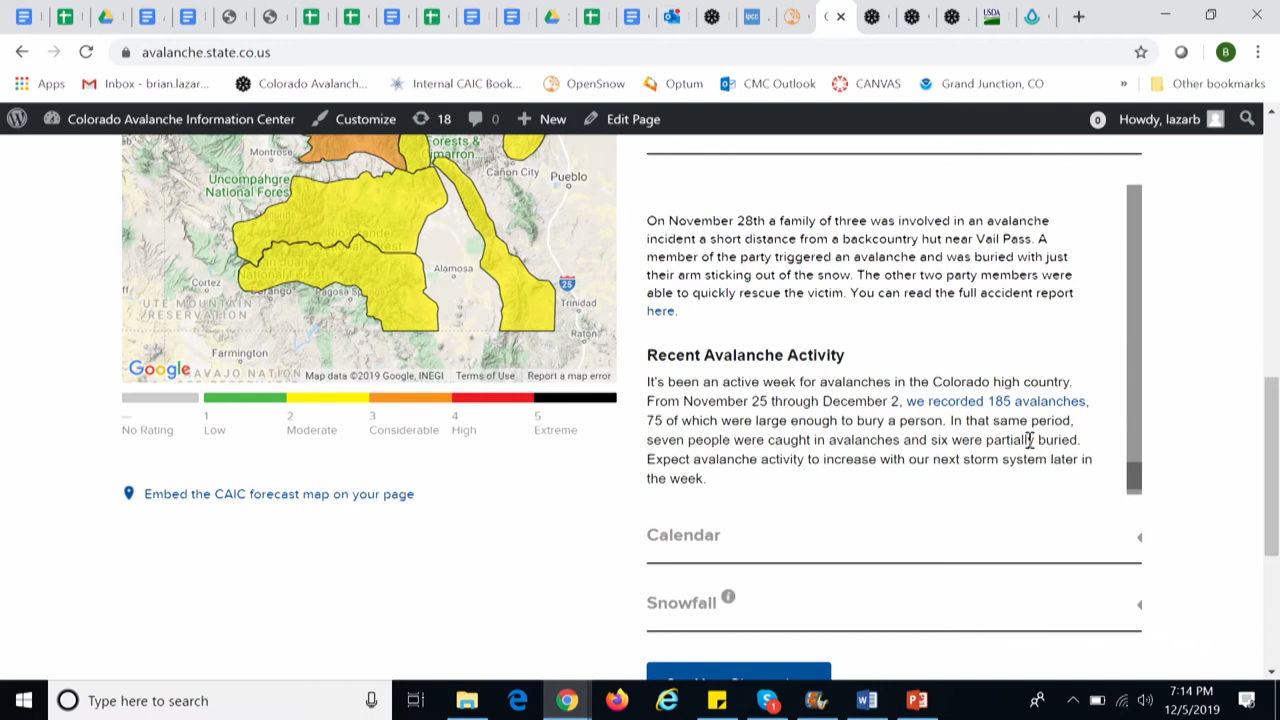 avalanche.state.co.us
B
Apps
Inbox - brian.lazar...
Colorado Avalanch...
Internal CAIC Book...
OpenSnow
Optum
CMC Outlook
CANVAS
Grand Junction, CO
»
Other bookmarks
Colorado Avalanche Information Center
Customize
18
0
New
Edit Page
0
Howdy, lazarb
Forests &
Cimarron
Montrose
Cañon City
Pueblo
Uncompahgre
National Forest
Alamosa
25
Cortez
Durango
Pagosa Springs
Trinidad
UTE MOUNTAIN
RESERVATION
Raton
Farmington
Google
NAVAJO NATION
Map data ©2019 Google, INEGI
Terms of Use
Report a map error
1
2
3
4
5
No Rating
Low
Moderate
Considerable
High
Extreme
Embed the CAIC forecast map on your page
On November 28th a family of three was involved in an avalanche
incident a short distance from a backcountry hut near Vail Pass. A
member of the party triggered an avalanche and was buried with just
their arm sticking out of the snow. The other two party members were
able to quickly rescue the victim. You can read the full accident report
here.
Recent Avalanche Activity
It's been an active week for avalanches in the Colorado high country.
From November 25 through December 2, we recorded 185 avalanches,
75 of which were large enough to bury a person. In that same period,
seven people were caught in avalanches and six were partially buried.
Expect avalanche activity to increase with our next storm system later in
the week.
Calendar
Snowfall
Type here to search
7:14 PM
12/5/2019